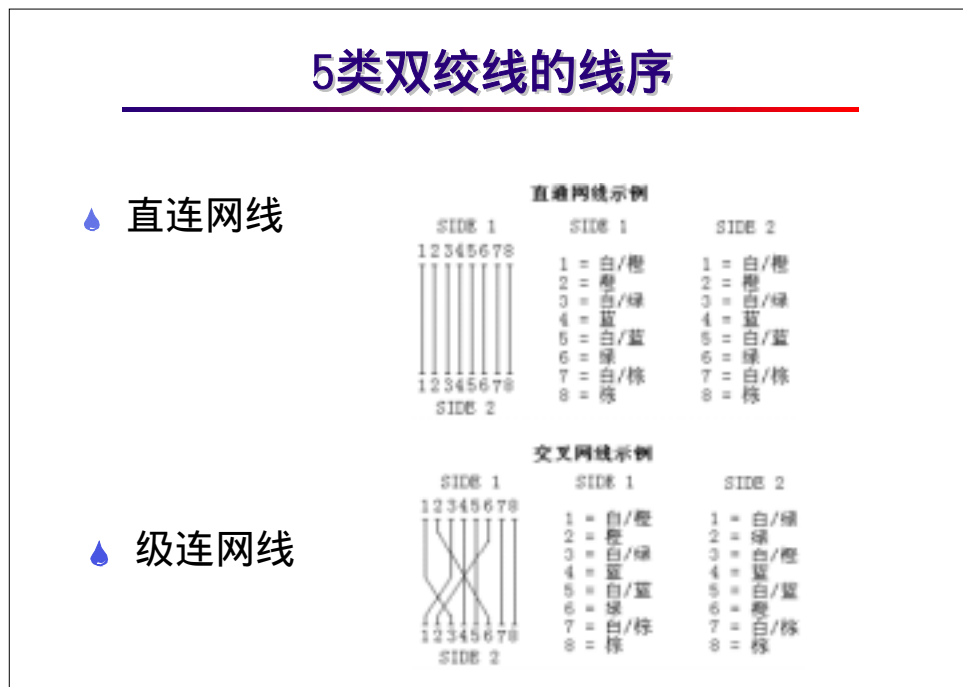 5类双绞线的线序
直连网线
直通网线示例
SIDE 1
12345678
12345678
SIDE 2
SIDE 1
1 = 白/橙
2 = 橙
3 = 白/绿
4 = 蓝
5 = 白/蓝
6 = 绿
7 = 白/棕
8 = 棕
SIDE 2
1 = 白/橙
2 = 橙
3 = 白/绿
4 = 蓝
5 = 白/蓝
6 = 绿
7 = 白/棕
8 = 棕
级连网线
交叉网线示例
SIDE 1
12345678
12345678
SIDE 2
SIDE 1
1 = 白/橙
2 = 橙
3 = 白/绿
4 = 蓝
5 = 白/蓝
6 = 绿
7 = 白/棕
8 = 棕
SIDE 2
1 = 白/绿
2 = 绿
3 = 白/橙
4 = 蓝
5 = 白/蓝
6 = 橙
7 = 白/棕
8 = 棕